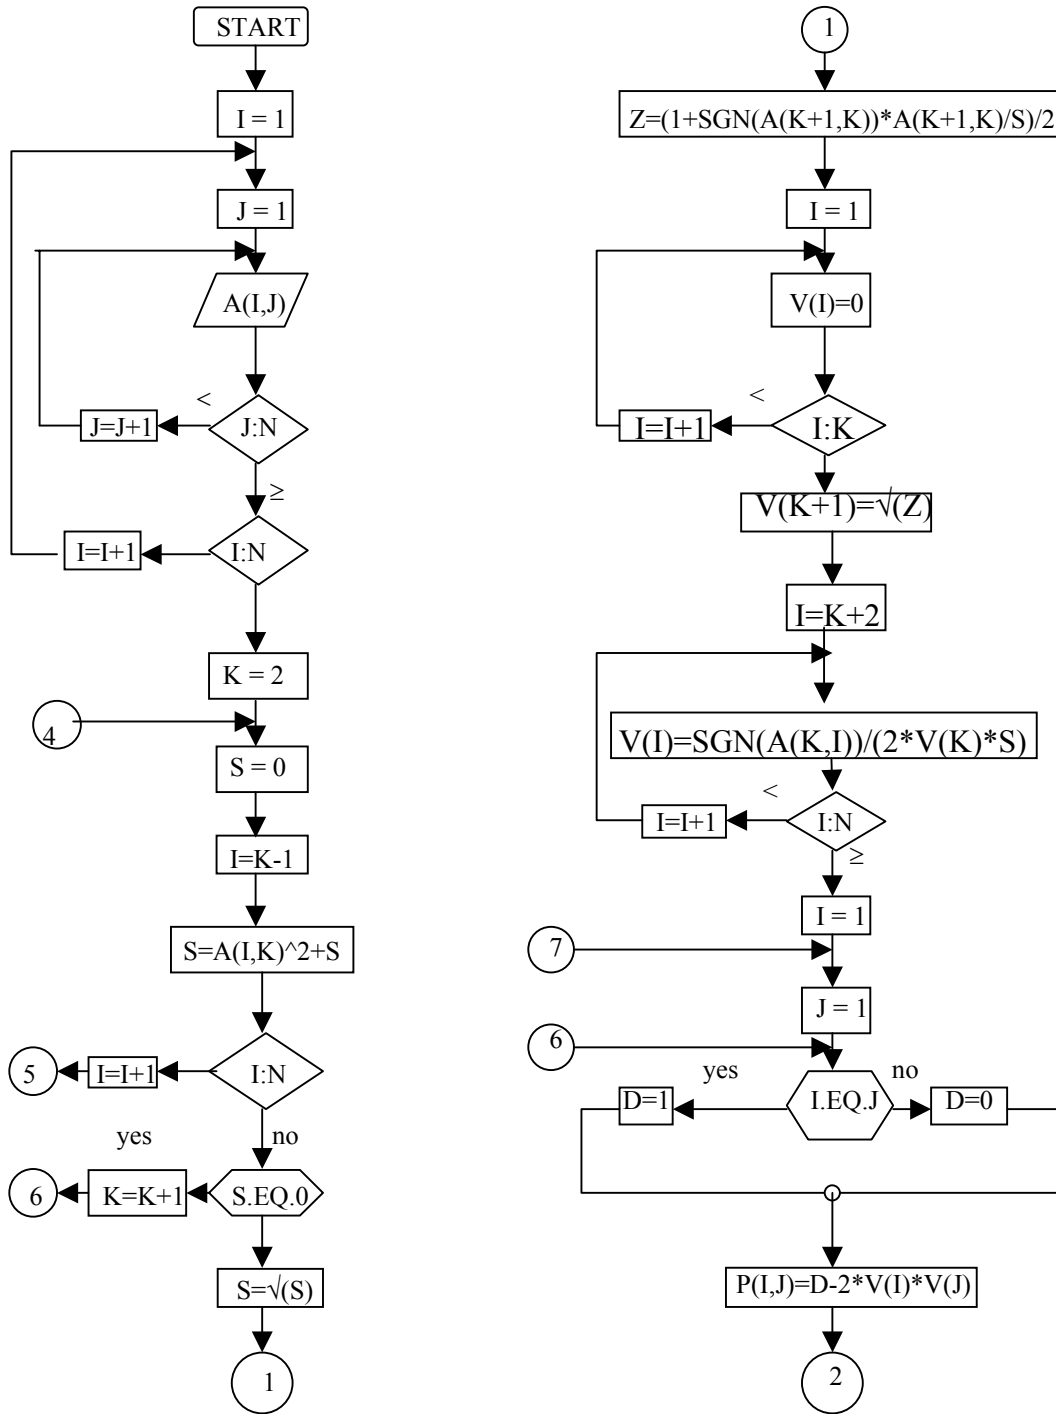 START
I = 1
J = 1
A(I,J)
<
J=J+1
J:N
≥
I=I+1
I:N
K = 2
4
S = 0
I=K-1
S=A(I,K)^2+S
5
I=I+1
I:N
yes
no
6
K=K+1
S.EQ.0
S=√(S)
1
1
Z=(1+SGN(A(K+1,K))*A(K+1,K)/S)/2
I = 1
V(I)=0
<
I=I+1
I:K
V(K+1)=√(Z)
I=K+2
V(I)=SGN(A(K,I))/(2*V(K)*S)
<
I=I+1
I:N
≥
I = 1
7
J = 1
6
yes
no
D=1
I.EQ.J
D=0
P(I,J)=D-2*V(I)*V(J)
2